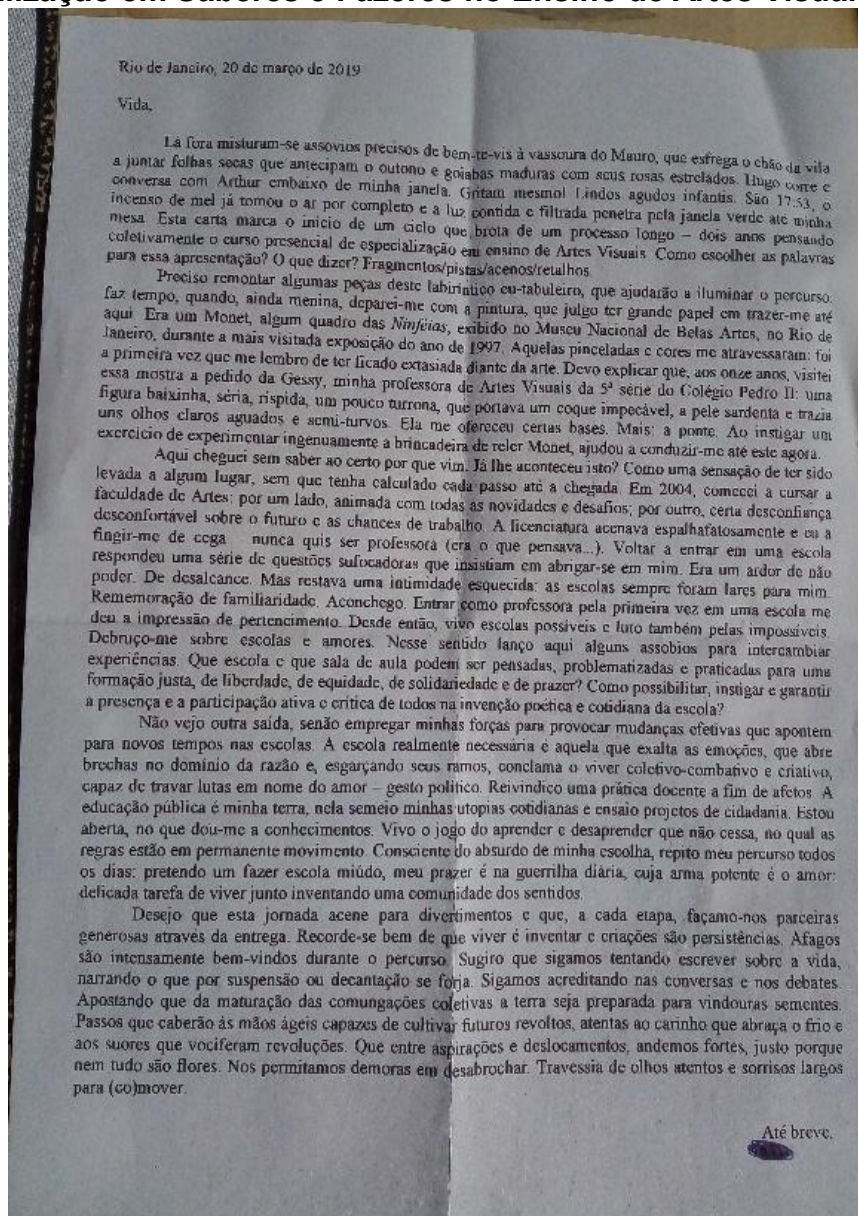 Especialização em Saberes e Fazeres no Ensino de Artes Visuais
Rio de Janeiro, 20 de março de 2019
Vida,
Lá fora misturam-se assovios precisos de bem-te-vis à vassoura do Mauro, que esfrega o chão da vila
a juntar folhas secas que antecipam o outono e goiabas maduras com seus rosas estrelados. Hugo corre e
conversa com Arthur embaixo de minha janela. Gritam mesmo! Lindos agudos infantis. São 17:53, o
incenso de mel já tomou o ar por completo e a luz contida e filtrada penetra pela janela verde até minha
mesa. Esta carta marca o início de um ciclo que brota de um processo longo – dois anos pensando
coletivamente o curso presencial de especialização em ensino de Artes Visuais. Como escolher as palavras
para essa apresentação? O que dizer? Fragmentos/pistas/acenos/retalhos.
Preciso remontar algumas peças deste labiríntico eu-tabuleiro, que ajudarão a iluminar o percurso:
faz tempo, quando, ainda menina, deparei-me com a pintura, que julgo ter grande papel em trazer-me até
aqui. Era um Monet, algum quadro das Ninféias, exibido no Museu Nacional de Belas Artes, no Rio de
Janeiro, durante a mais visitada exposição do ano de 1997. Aquelas pinceladas e cores me atravessaram: foi
a primeira vez que me lembro de ter ficado extasiada diante da arte. Devo explicar que, aos onze anos, visitei
essa mostra a pedido da Gessy, minha professora de Artes Visuais da 5ª série do Colégio Pedro II: uma
figura baixinha, séria, ríspida, um pouco turrona, que portava um coque impecável, a pele sardenta e trazia
uns olhos claros aguados e semi-turvos. Ela me ofereceu certas bases. Mais: a ponte. Ao instigar um
exercício de experimentar ingenuamente a brincadeira de reler Monet, ajudou a conduzir-me até este agora.
Aqui cheguei sem saber ao certo por que vim. Já lhe aconteceu isto? Como uma sensação de ter sido
levada a algum lugar, sem que tenha calculado cada passo até a chegada. Em 2004, comecei a cursar a
faculdade de Artes: por um lado, animada com todas as novidades e desafios; por outro, certa desconfiança
desconfortável sobre o futuro e as chances de trabalho. A licenciatura acenava espalhafatosamente e eu a
fingir-me de cega – nunca quis ser professora (era o que pensava...). Voltar a entrar em uma escola
respondeu uma série de questões sufocadoras que insistiam em abrigar-se em mim. Era um ardor de não
poder. De desalcance. Mas restava uma intimidade esquecida: as escolas sempre foram lares para mim.
Rememoração de familiaridade. Aconchego. Entrar como professora pela primeira vez em uma escola me
deu a impressão de pertencimento. Desde então, vivo escolas possíveis e luto também pelas impossíveis.
Debruço-me sobre escolas e amores. Nesse sentido lanço aqui alguns assobios para intercambiar
experiências. Que escola e que sala de aula podem ser pensadas, problematizadas e praticadas para uma
formação justa, de liberdade, de equidade, de solidariedade e de prazer? Como possibilitar, instigar e garantir
a presença e a participação ativa e crítica de todos na invenção poética e cotidiana da escola?
Não vejo outra saída, senão empregar minhas forças para provocar mudanças efetivas que apontem
para novos tempos nas escolas. A escola realmente necessária é aquela que exalta as emoções, que abre
brechas no domínio da razão e, esgarçando seus ramos, conclama o viver coletivo-combativo e criativo,
capaz de travar lutas em nome do amor – gesto político. Reivindico uma prática docente a fim de afetos. A
educação pública é minha terra, nela semeio minhas utopias cotidianas e ensaio projetos de cidadania. Estou
aberta, no que dou-me a conhecimentos. Vivo o jogo do aprender e desaprender que não cessa, no qual as
regras estão em permanente movimento. Consciente do absurdo de minha escolha, repito meu percurso todos
os dias: pretendo um fazer escola miúdo, meu prazer é na guerrilha diária, cuja arma potente é o amor:
delicada tarefa de viver junto inventando uma comunidade dos sentidos.
Desejo que esta jornada acene para divertimentos e que, a cada etapa, façamo-nos parceiras
generosas através da entrega. Recorde-se bem de que viver é inventar e criações são persistências. Afagos
são intensamente bem-vindos durante o percurso. Sugiro que sigamos tentando escrever sobre a vida,
narrando o que por suspensão ou decantação se forja. Sigamos acreditando nas conversas e nos debates.
Apostando que da maturação das comungações coletivas a terra seja preparada para vindouras sementes.
Passos que caberão às mãos ágeis capazes de cultivar futuros revoltos, atentas ao carinho que abraça o frio e
aos suores que vociferam revoluções. Que entre aspirações e deslocamentos, andemos fortes, justo porque
nem tudo são flores. Nos permitamos demoras em desabrochar. Travessia de olhos atentos e sorrisos largos
para (co)mover.
Até breve.